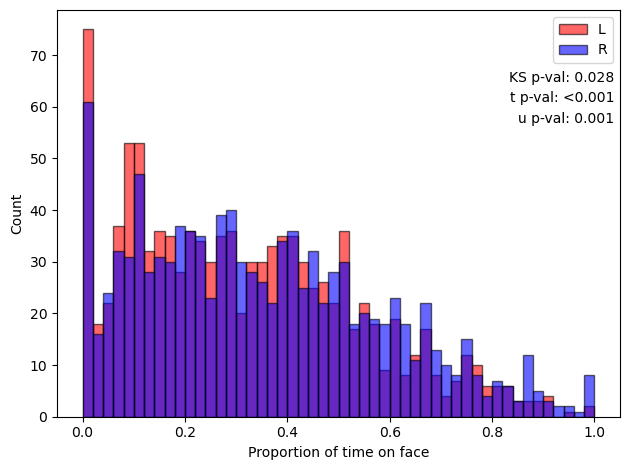 L
R
KS p-val: 0.028
t p-val: <0.001
u p-val: 0.001
70
60
50
40
30
20
10
0
Count
0.0 0.2 0.4 0.6 0.8 1.0
Proportion of time on face